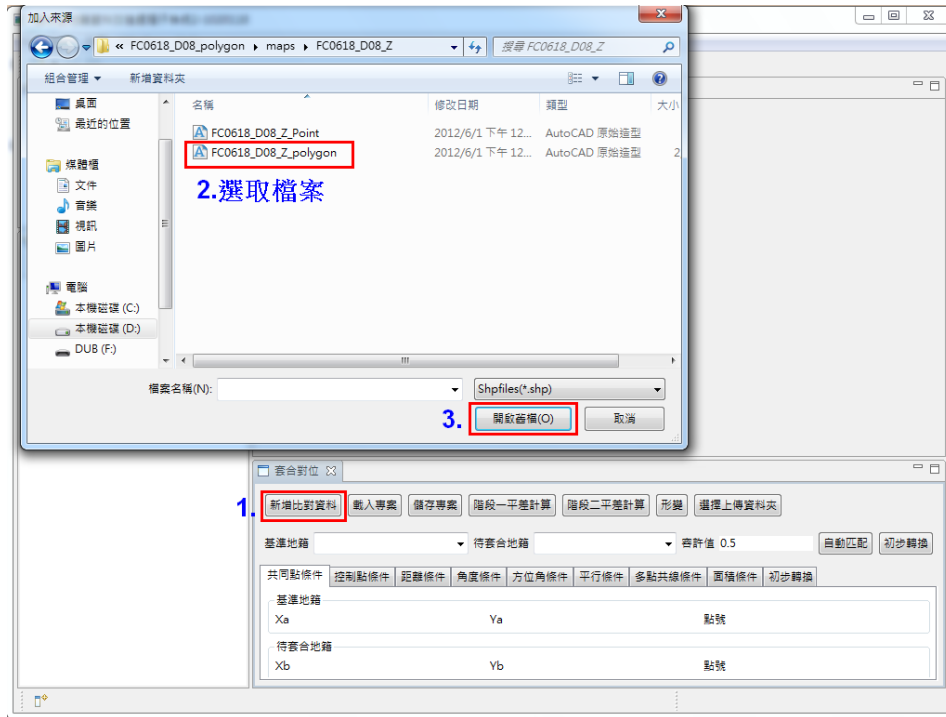 加入來源
« FC0618_D08_polygon ▸ maps ▸ FC0618_D08_Z
搜尋 FC0618_D08_Z
組合管理 新增資料夾
桌面
最近的位置
媒體櫃
文件
音樂
視訊
圖片
電腦
本機磁碟 (C:)
本機磁碟 (D:)
DUB (F:)
名稱 修改日期 類型 大小
FC0618_D08_Z_Point 2012/6/1 下午 12... AutoCAD 原始造型
FC0618_D08_Z_polygon 2012/6/1 下午 12... AutoCAD 原始造型 2
2.選取檔案
檔案名稱(N): Shpfiles(*.shp)
3. 開啟舊檔(O) 取消
套合對位
1. 新增比對資料 載入專案 儲存專案 階段一平差計算 階段二平差計算 形變 選擇上傳資料夾
基準地籍 待套合地籍 容許值 0.5 自動匹配 初步轉換
共同點條件 控制點條件 距離條件 角度條件 方位角條件 平行條件 多點共線條件 面積條件 初步轉換
基準地籍
Xa Ya 點號
待套合地籍
Xb Yb 點號